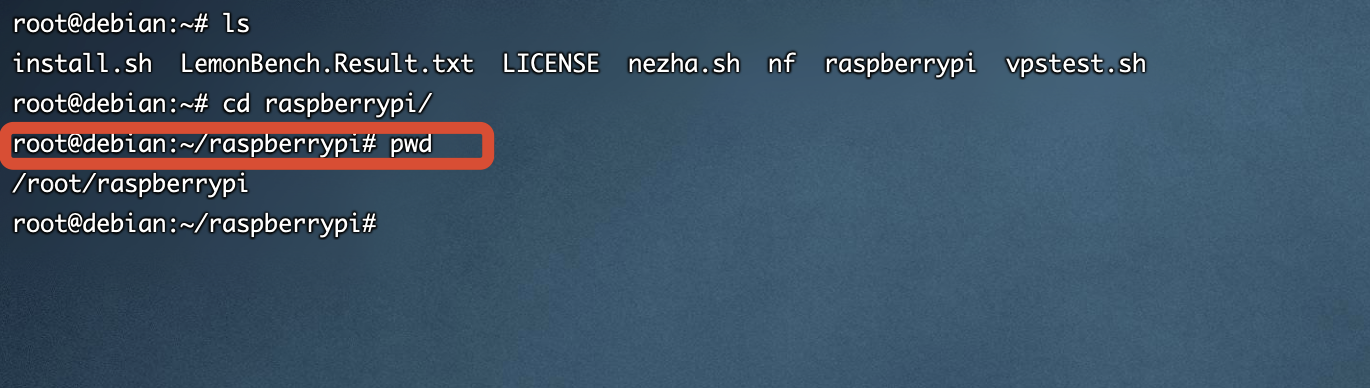 root@debian:~# ls
install.sh  LemonBench.Result.txt  LICENSE  nezha.sh  nf  raspberrypi  vpstest.sh
root@debian:~# cd raspberrypi/
root@debian:~/raspberrypi# pwd
/root/raspberrypi
root@debian:~/raspberrypi#